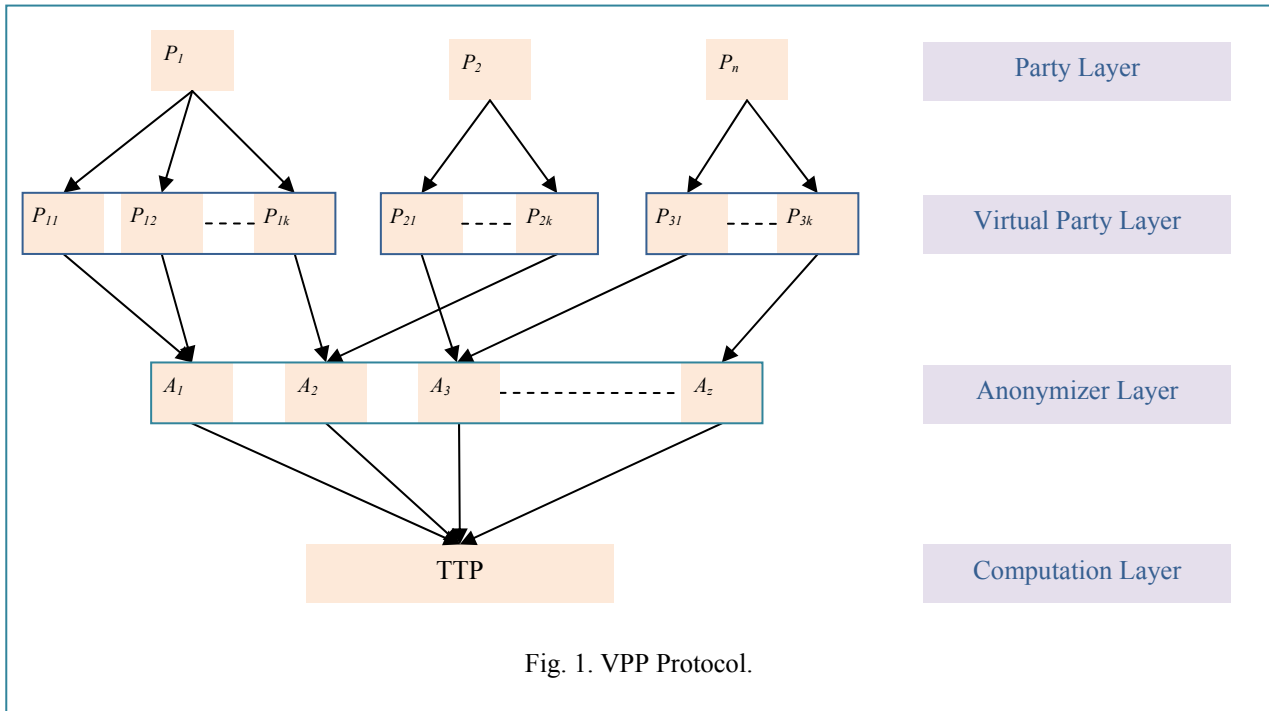 P1 P2 Pn Party Layer
P11 P12 P1k P21 P2k P31 P3k Virtual Party Layer
A1 A2 A3 Az Anonymizer Layer
TTP Computation Layer
Fig. 1. VPP Protocol.